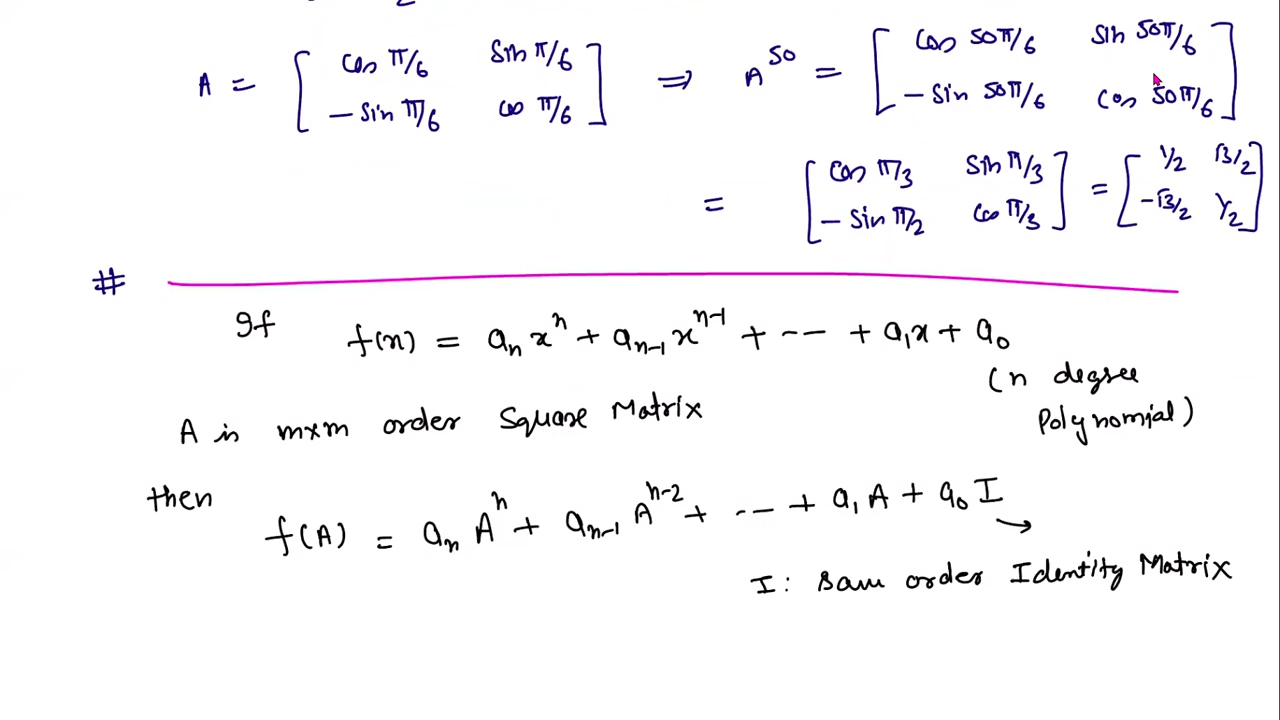 A = [ cos π/6 sin π/6 ; - sin π/6 cos π/6 ] ⇒ A^50 = [ cos 50π/6 sin 50π/6 ; - sin 50π/6 cos 50π/6 ]
= [ cos π/3 sin π/3 ; - sin π/2 cos π/3 ] = [ 1/2 √3/2 ; -√3/2 1/2 ]
#
If f(x) = a_n x^n + a_{n-1} x^{n-1} + --- + a_1 x + a_0
(n degree
Polynomial)
A is m×m order Square Matrix
then
f(A) = a_n A^n + a_{n-1} A^{n-2} + --- + a_1 A + a_0 I
→
I : Same order Identity Matrix